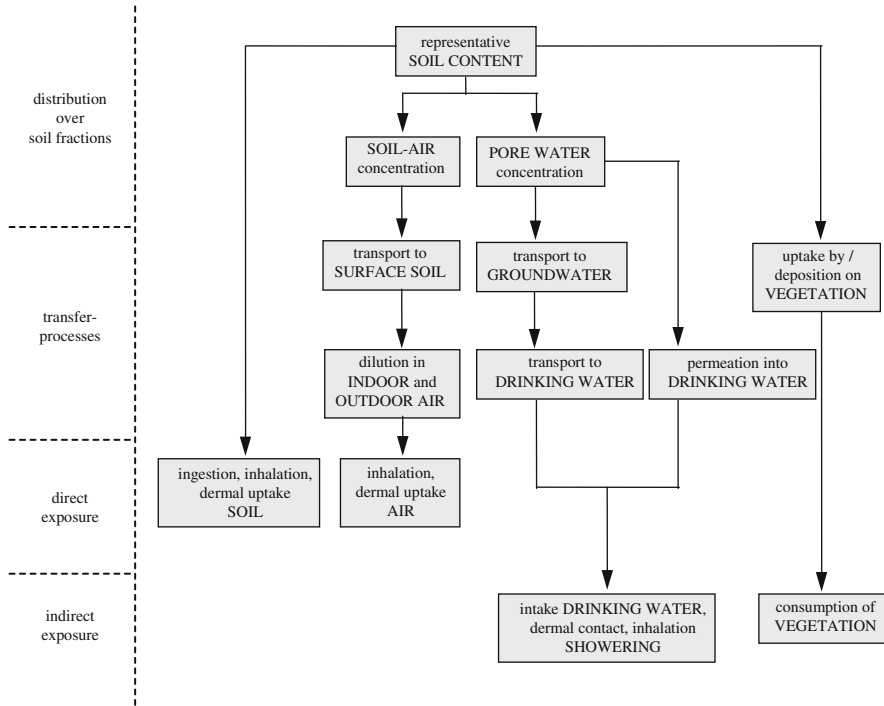 representative
SOIL CONTENT
distribution
over
soil fractions
SOIL-AIR
concentration
PORE WATER
concentration
transport to
SURFACE SOIL
transport to
GROUNDWATER
uptake by /
deposition on
VEGETATION
transfer-
processes
dilution in
INDOOR and
OUTDOOR AIR
transport to
DRINKING WATER
permeation into
DRINKING WATER
direct
exposure
ingestion, inhalation,
dermal uptake
SOIL
inhalation,
dermal uptake
AIR
indirect
exposure
intake DRINKING WATER,
dermal contact, inhalation
SHOWERING
consumption of
VEGETATION